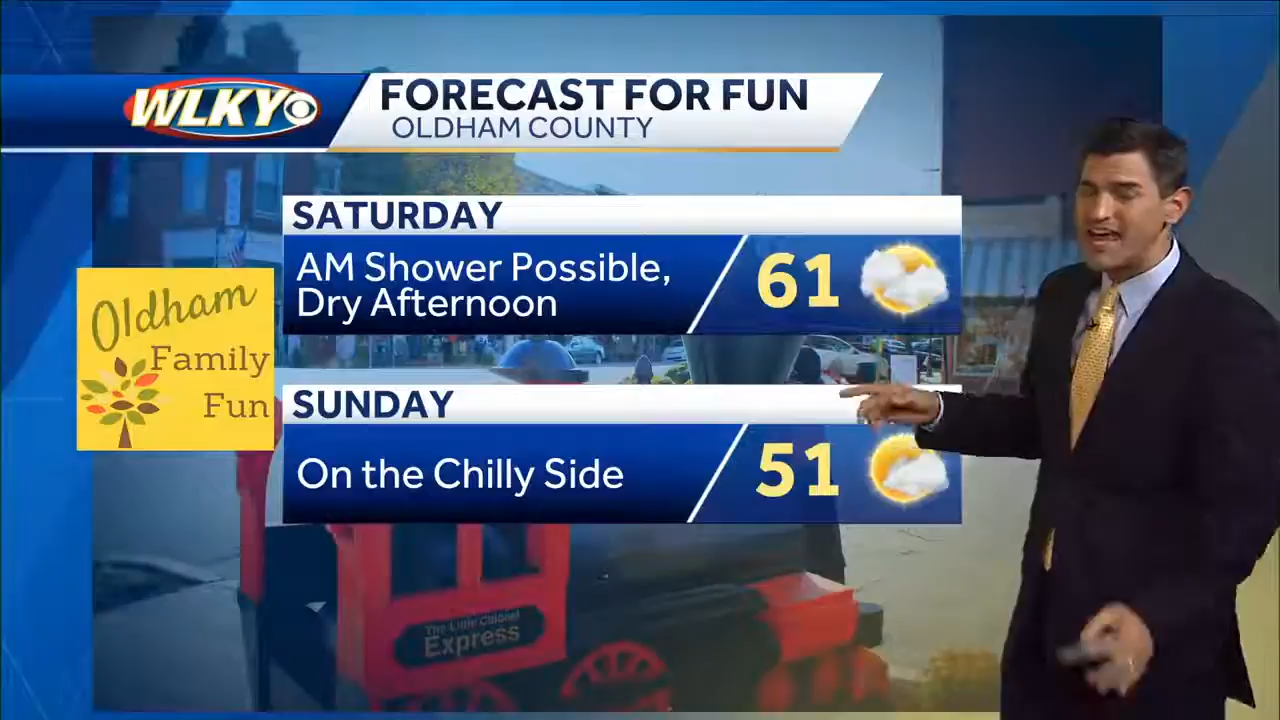 WLKY
FORECAST FOR FUN
OLDHAM COUNTY
SATURDAY
AM Shower Possible,
Dry Afternoon
61
Oldham
Family
Fun
SUNDAY
On the Chilly Side
51
The Little Colonel
Express